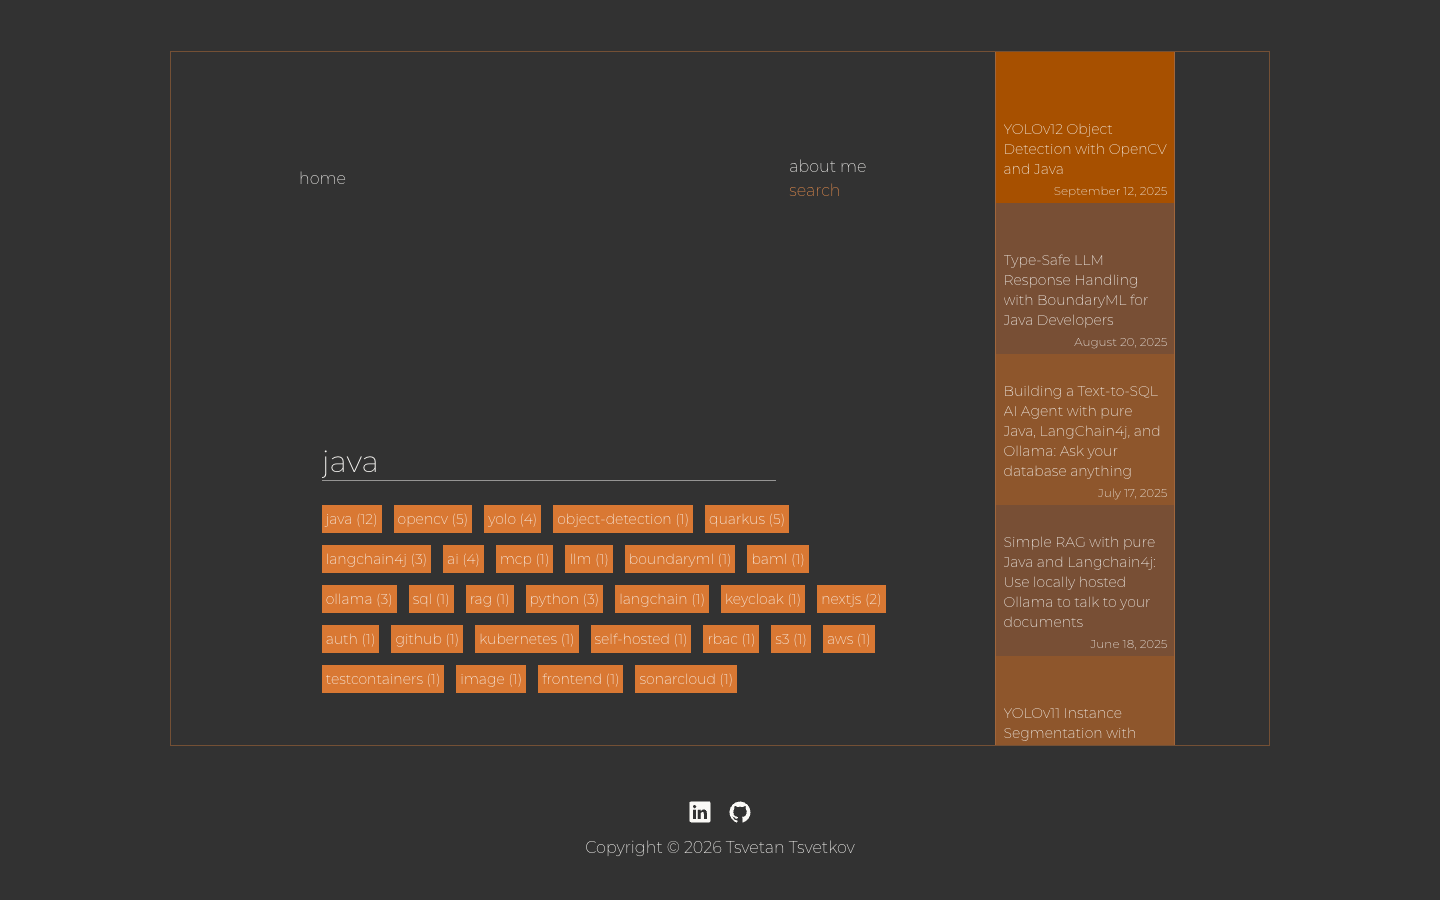 home
about me
search
java
java (12) opencv (5) yolo (4) object-detection (1) quarkus (5)
langchain4j (3) ai (4) mcp (1) llm (1) boundaryml (1) baml (1)
ollama (3) sql (1) rag (1) python (3) langchain (1) keycloak (1) nextjs (2)
auth (1) github (1) kubernetes (1) self-hosted (1) rbac (1) s3 (1) aws (1)
testcontainers (1) image (1) frontend (1) sonarcloud (1)
YOLOv12 Object
Detection with OpenCV
and Java
September 12, 2025
Type-Safe LLM
Response Handling
with BoundaryML for
Java Developers
August 20, 2025
Building a Text-to-SQL
AI Agent with pure
Java, LangChain4j, and
Ollama: Ask your
database anything
July 17, 2025
Simple RAG with pure
Java and Langchain4j:
Use locally hosted
Ollama to talk to your
documents
June 18, 2025
YOLOv11 Instance
Segmentation with
Copyright © 2026 Tsvetan Tsvetkov